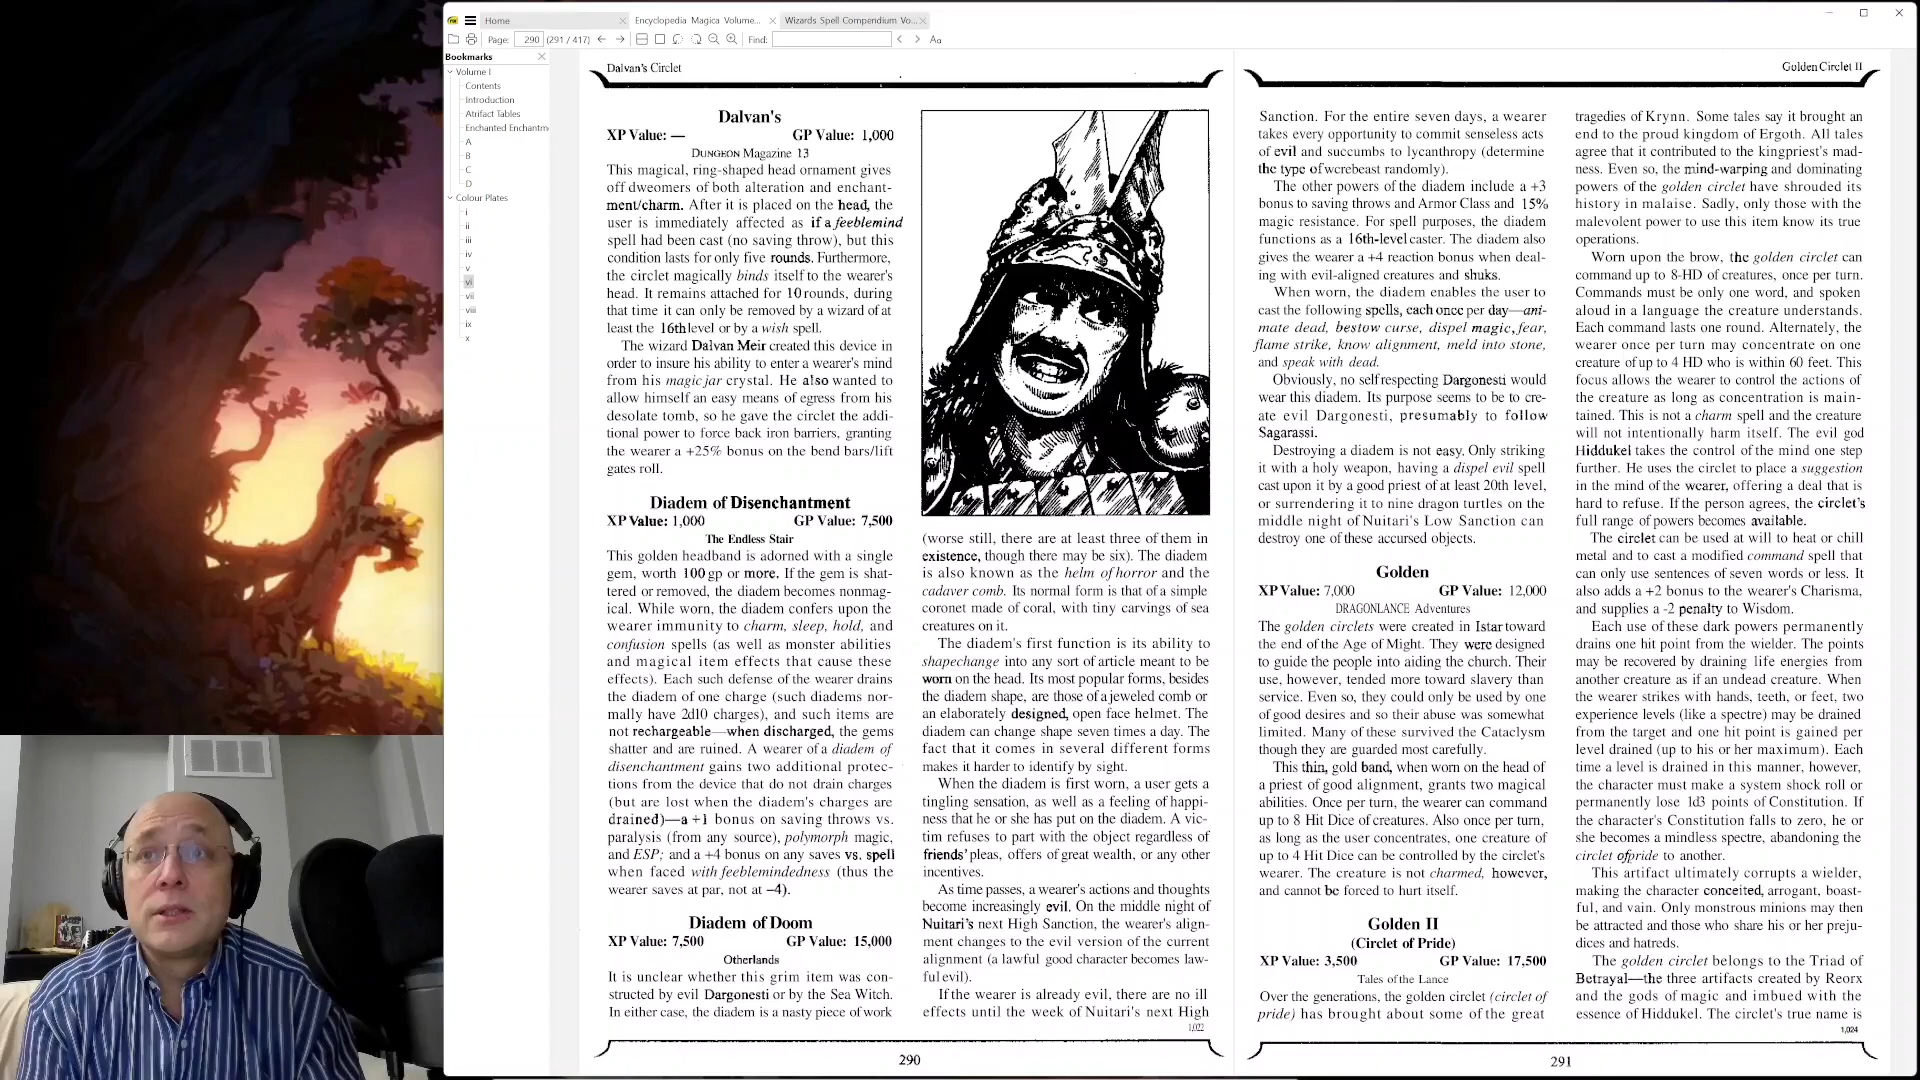 Home
Encyclopedia Magica Volume...
Wizards Spell Compendium Vo...
Page:
290
(291 / 417)
Find:
Aa
Bookmarks
Volume I
Contents
Introduction
Atrifact Tables
Enchanted Enchantm
A
B
C
D
Colour Plates
i
ii
iii
iv
v
vi
vii
viii
ix
x
Dalvan's Circlet
Dalvan's
XP Value: — GP Value: 1,000
DUNGEON Magazine 13
This magical, ring-shaped head ornament gives
off dweomers of both alteration and enchant-
ment/charm. After it is placed on the head, the
user is immediately affected as if a feeblemind
spell had been cast (no saving throw), but this
condition lasts for only five rounds. Furthermore,
the circlet magically binds itself to the wearer's
head. It remains attached for 10 rounds, during
that time it can only be removed by a wizard of at
least the 16th level or by a wish spell.
The wizard Dalvan Meir created this device in
order to insure his ability to enter a wearer's mind
from his magic jar crystal. He also wanted to
allow himself an easy means of egress from his
desolate tomb, so he gave the circlet the addi-
tional power to force back iron barriers, granting
the wearer a +25% bonus on the bend bars/lift
gates roll.
Diadem of Disenchantment
XP Value: 1,000 GP Value: 7,500
The Endless Stair
This golden headband is adorned with a single
gem, worth 100 gp or more. If the gem is shat-
tered or removed, the diadem becomes nonmag-
ical. While worn, the diadem confers upon the
wearer immunity to charm, sleep, hold, and
confusion spells (as well as monster abilities
and magical item effects that cause these
effects). Each such defense of the wearer drains
the diadem of one charge (such diadems nor-
mally have 2d10 charges), and such items are
not rechargeable—when discharged, the gems
shatter and are ruined. A wearer of a diadem of
disenchantment gains two additional protec-
tions from the device that do not drain charges
(but are lost when the diadem's charges are
drained)—a +1 bonus on saving throws vs.
paralysis (from any source), polymorph magic,
and ESP; and a +4 bonus on any saves vs. spell
when faced with feeblemindedness (thus the
wearer saves at par, not at –4).
Diadem of Doom
XP Value: 7,500 GP Value: 15,000
Otherlands
It is unclear whether this grim item was con-
structed by evil Dargonesti or by the Sea Witch.
In either case, the diadem is a nasty piece of work
(worse still, there are at least three of them in
existence, though there may be six). The diadem
is also known as the helm of horror and the
cadaver comb. Its normal form is that of a simple
coronet made of coral, with tiny carvings of sea
creatures on it.
The diadem's first function is its ability to
shapechange into any sort of article meant to be
worn on the head. Its most popular forms, besides
the diadem shape, are those of a jeweled comb or
an elaborately designed, open face helmet. The
diadem can change shape seven times a day. The
fact that it comes in several different forms
makes it harder to identify by sight.
When the diadem is first worn, a user gets a
tingling sensation, as well as a feeling of happi-
ness that he or she has put on the diadem. A vic-
tim refuses to part with the object regardless of
friends' pleas, offers of great wealth, or any other
incentives.
As time passes, a wearer's actions and thoughts
become increasingly evil. On the middle night of
Nuitari's next High Sanction, the wearer's align-
ment changes to the evil version of the current
alignment (a lawful good character becomes law-
ful evil).
If the wearer is already evil, there are no ill
effects until the week of Nuitari's next High
1,022
290
Golden Circlet II
Sanction. For the entire seven days, a wearer
takes every opportunity to commit senseless acts
of evil and succumbs to lycanthropy (determine
the type of werebeast randomly).
The other powers of the diadem include a +3
bonus to saving throws and Armor Class and 15%
magic resistance. For spell purposes, the diadem
functions as a 16th-level caster. The diadem also
gives the wearer a +4 reaction bonus when deal-
ing with evil-aligned creatures and shuks.
When worn, the diadem enables the user to
cast the following spells, each once per day—ani-
mate dead, bestow curse, dispel magic, fear,
flame strike, know alignment, meld into stone,
and speak with dead.
Obviously, no self respecting Dargonesti would
wear this diadem. Its purpose seems to be to cre-
ate evil Dargonesti, presumably to follow
Sagarassi.
Destroying a diadem is not easy. Only striking
it with a holy weapon, having a dispel evil spell
cast upon it by a good priest of at least 20th level,
or surrendering it to nine dragon turtles on the
middle night of Nuitari's Low Sanction can
destroy one of these accursed objects.
Golden
XP Value: 7,000 GP Value: 12,000
DRAGONLANCE Adventures
The golden circlets were created in Istar toward
the end of the Age of Might. They were designed
to guide the people into aiding the church. Their
use, however, tended more toward slavery than
service. Even so, they could only be used by one
of good desires and so their abuse was somewhat
limited. Many of these survived the Cataclysm
though they are guarded most carefully.
This thin, gold band, when worn on the head of
a priest of good alignment, grants two magical
abilities. Once per turn, the wearer can command
up to 8 Hit Dice of creatures. Also once per turn,
as long as the user concentrates, one creature of
up to 4 Hit Dice can be controlled by the circlet's
wearer. The creature is not charmed, however,
and cannot be forced to hurt itself.
Golden II
(Circlet of Pride)
XP Value: 3,500 GP Value: 17,500
Tales of the Lance
Over the generations, the golden circlet (circlet of
pride) has brought about some of the great
tragedies of Krynn. Some tales say it brought an
end to the proud kingdom of Ergoth. All tales
agree that it contributed to the kingpriest's mad-
ness. Even so, the mind-warping and dominating
powers of the golden circlet have shrouded its
history in malaise. Sadly, only those with the
malevolent power to use this item know its true
operations.
Worn upon the brow, the golden circlet can
command up to 8-HD of creatures, once per turn.
Commands must be only one word, and spoken
aloud in a language the creature understands.
Each command lasts one round. Alternately, the
wearer once per turn may concentrate on one
creature of up to 4 HD who is within 60 feet. This
focus allows the wearer to control the actions of
the creature as long as concentration is main-
tained. This is not a charm spell and the creature
will not intentionally harm itself. The evil god
Hiddukel takes the control of the mind one step
further. He uses the circlet to place a suggestion
in the mind of the wearer, offering a deal that is
hard to refuse. If the person agrees, the circlet's
full range of powers becomes available.
The circlet can be used at will to heat or chill
metal and to cast a modified command spell that
can only use sentences of seven words or less. It
also adds a +2 bonus to the wearer's Charisma,
and supplies a -2 penalty to Wisdom.
Each use of these dark powers permanently
drains one hit point from the wielder. The points
may be recovered by draining life energies from
another creature as if an undead creature. When
the wearer strikes with hands, teeth, or feet, two
experience levels (like a spectre) may be drained
from the target and one hit point is gained per
level drained (up to his or her maximum). Each
time a level is drained in this manner, however,
the character must make a system shock roll or
permanently lose 1d3 points of Constitution. If
the character's Constitution falls to zero, he or
she becomes a mindless spectre, abandoning the
circlet of pride to another.
This artifact ultimately corrupts a wielder,
making the character conceited, arrogant, boast-
ful, and vain. Only monstrous minions may then
be attracted and those who share his or her preju-
dices and hatreds.
The golden circlet belongs to the Triad of
Betrayal—the three artifacts created by Reorx
and the gods of magic and imbued with the
essence of Hiddukel. The circlet's true name is
1,024
291